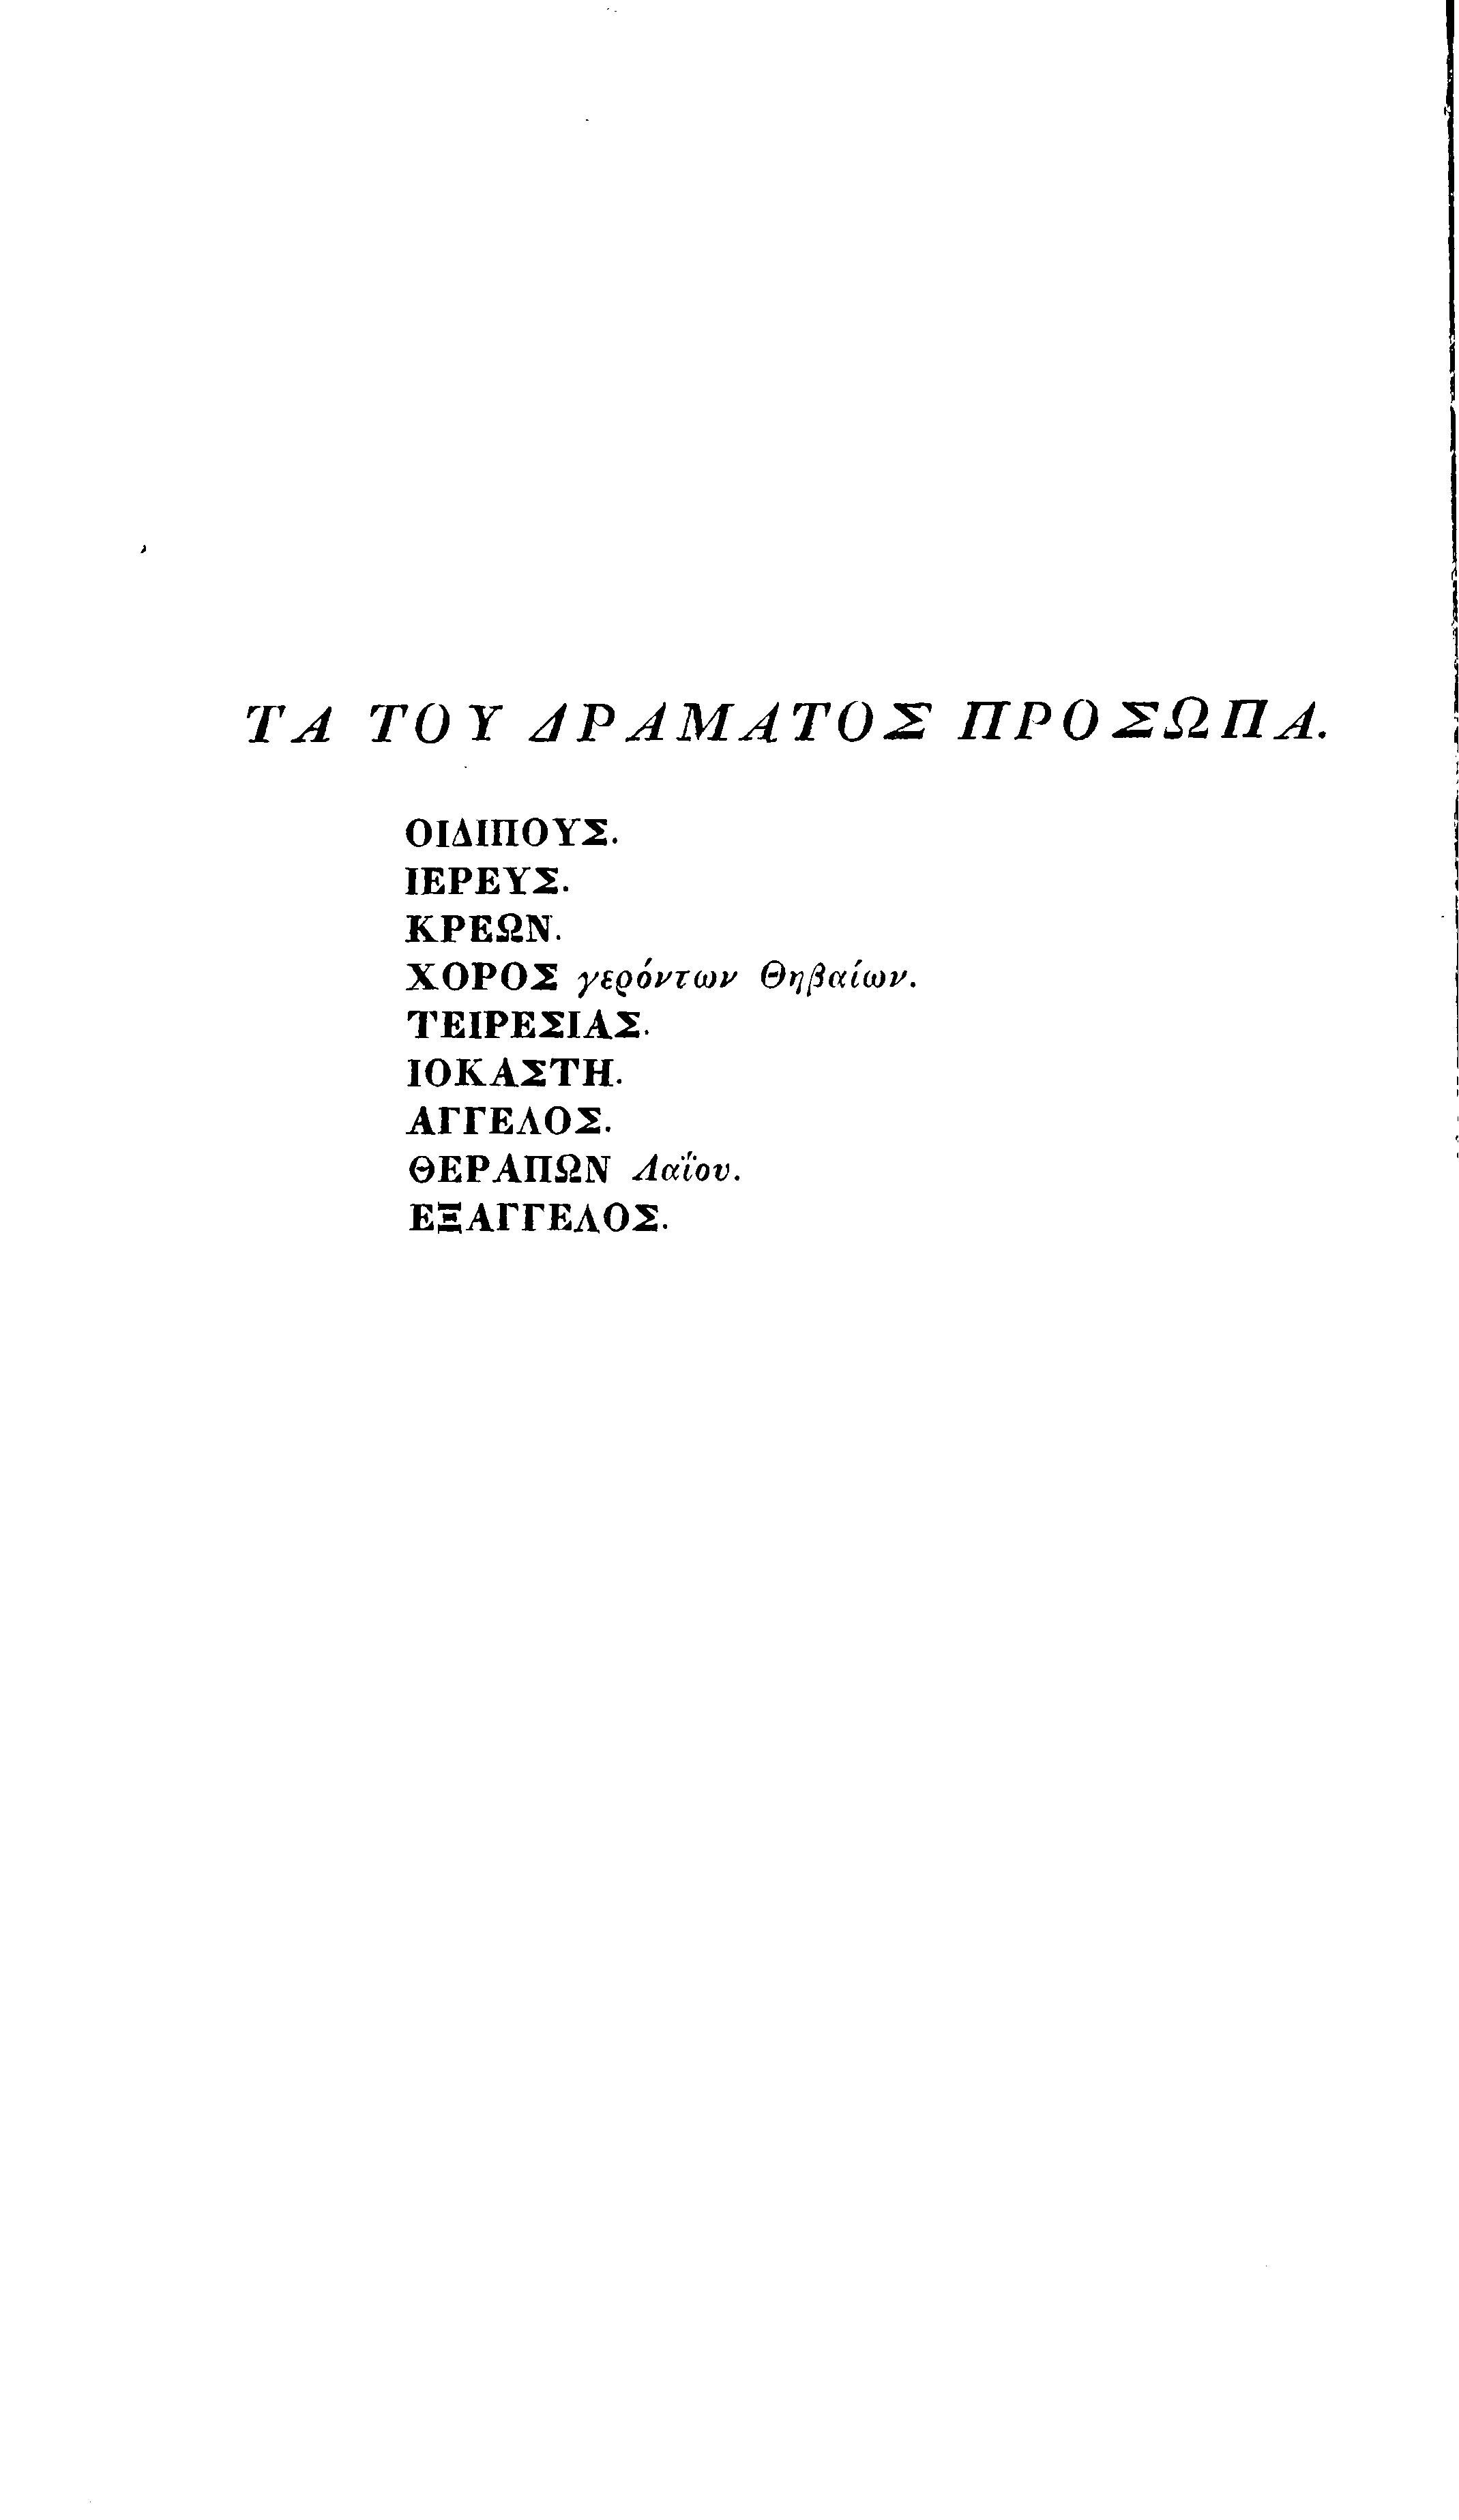 ΤΑ ΤΟΥ ΔΡΑΜΑΤΟΣ ΠΡΟΣΩΠΑ.
ΟΙΔΙΠΟΥΣ.
ΙΕΡΕΥΣ.
ΚΡΕΩΝ.
ΧΟΡΟΣ γερόντων Θηβαίων.
ΤΕΙΡΕΣΙΑΣ.
ΙΟΚΑΣΤΗ.
ΑΓΓΕΛΟΣ.
ΘΕΡΑΠΩΝ Λαΐου.
ΕΞΑΓΓΕΛΟΣ.